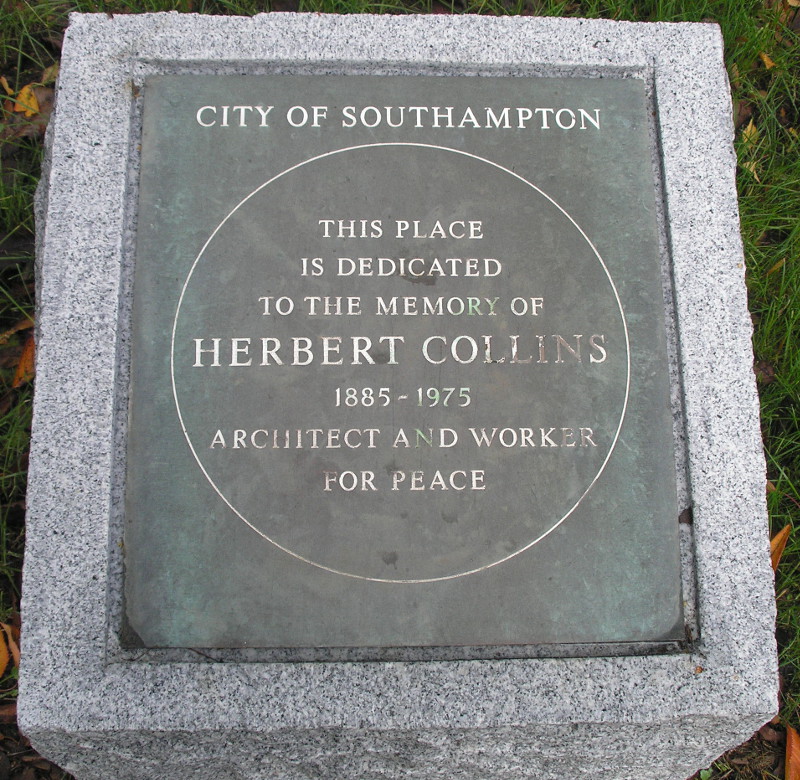 CITY OF SOUTHAMPTON
THIS PLACE
IS DEDICATED
TO THE MEMORY OF
HERBERT COLLINS
1885 - 1975
ARCHITECT AND WORKER
FOR PEACE